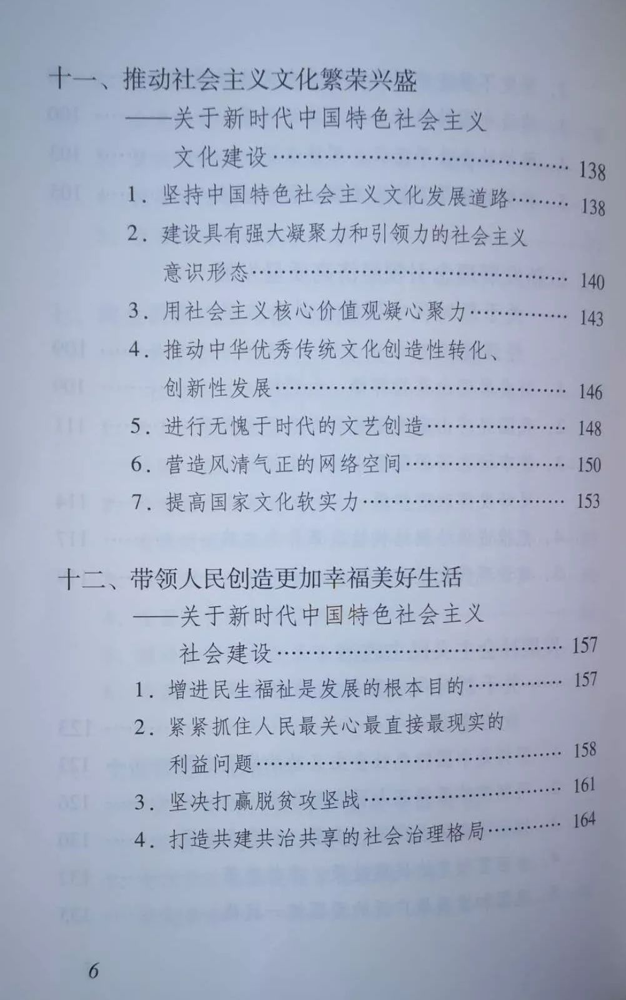 十一、推动社会主义文化繁荣兴盛
——关于新时代中国特色社会主义
文化建设…………………………………… 138
1. 坚持中国特色社会主义文化发展道路……… 138
2. 建设具有强大凝聚力和引领力的社会主义
意识形态……………………………………… 140
3. 用社会主义核心价值观凝心聚力…………… 143
4. 推动中华优秀传统文化创造性转化、
创新性发展…………………………………… 146
5. 进行无愧于时代的文艺创造………………… 148
6. 营造风清气正的网络空间…………………… 150
7. 提高国家文化软实力………………………… 153
十二、带领人民创造更加幸福美好生活
——关于新时代中国特色社会主义
社会建设…………………………………… 157
1. 增进民生福祉是发展的根本目的…………… 157
2. 紧紧抓住人民最关心最直接最现实的
利益问题……………………………………… 158
3. 坚决打赢脱贫攻坚战………………………… 161
4. 打造共建共治共享的社会治理格局………… 164
6